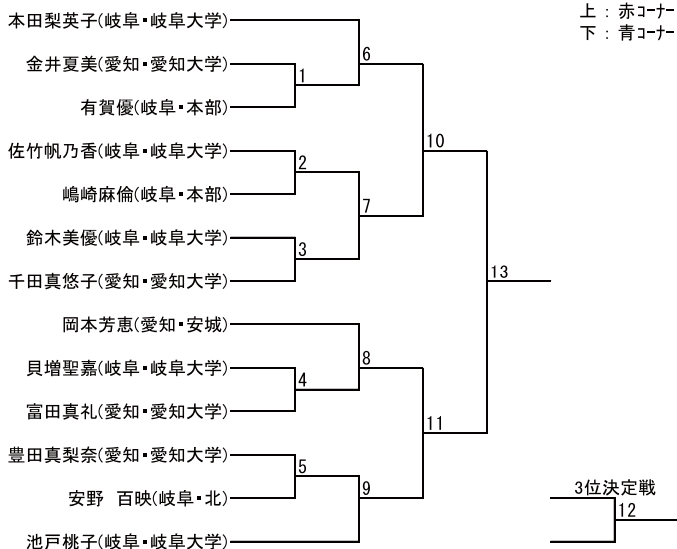 上 : 赤コーナー
下 : 青コーナー
本田梨英子(岐阜・岐阜大学)
6
金井夏美(愛知・愛知大学)
1
有賀優(岐阜・本部)
10
佐竹帆乃香(岐阜・岐阜大学)
2
嶋崎麻倫(岐阜・本部)
7
鈴木美優(岐阜・岐阜大学)
3
千田真悠子(愛知・愛知大学)
13
岡本芳恵(愛知・安城)
8
貝増聖嘉(岐阜・岐阜大学)
4
富田真礼(愛知・愛知大学)
11
豊田真梨奈(愛知・愛知大学)
5
安野 百映(岐阜・北)
9
3位決定戦
12
池戸桃子(岐阜・岐阜大学)